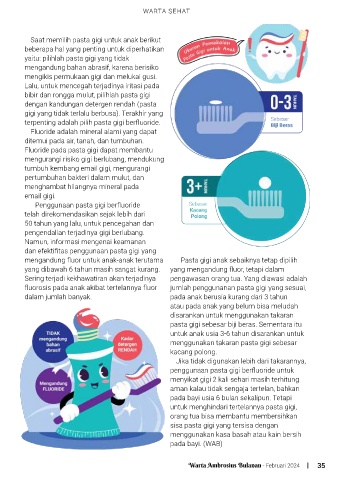 WARTA SEHAT
Saat memilih pasta gigi untuk anak berikut
beberapa hal yang penting untuk diperhatikan
yaitu: pilihlah pasta gigi yang tidak
mengandung bahan abrasif, karena berisiko
mengikis permukaan gigi dan melukai gusi.
Lalu, untuk mencegah terjadinya iritasi pada
bibir dan rongga mulut, pilihlah pasta gigi
dengan kandungan detergen rendah (pasta
gigi yang tidak terlalu berbusa). Terakhir yang
terpenting adalah pilih pasta gigi berfluoride.
Fluoride adalah mineral alami yang dapat
ditemui pada air, tanah, dan tumbuhan.
Fluoride pada pasta gigi dapat membantu
mengurangi risiko gigi berlubang, mendukung
tumbuh kembang email gigi, mengurangi
pertumbuhan bakteri dalam mulut, dan
menghambat hilangnya mineral pada
email gigi.
Penggunaan pasta gigi berfluoride
telah direkomendasikan sejak lebih dari
50 tahun yang lalu, untuk pencegahan dan
pengendalian terjadinya gigi berlubang.
Namun, informasi mengenai keamanan
dan efektifitas penggunaan pasta gigi yang
mengandung fluor untuk anak-anak terutama
yang dibawah 6 tahun masih sangat kurang.
Sering terjadi kekhawatiran akan terjadinya
fluorosis pada anak akibat tertelannya fluor
dalam jumlah banyak.
TIDAK
mengandung
bahan
abrasif
Kadar
detergen
RENDAH
Mengandung
FLUORIDE
Ukuran Pemakaian
Pasta Gigi untuk Anak
0-3
TAHUN
Sebesar
Biji Beras
3+
TAHUN
Sebesar
Kacang
Polong
Pasta gigi anak sebaiknya tetap dipilih
yang mengandung fluor, tetapi dalam
pengawasan orang tua. Yang diawasi adalah
jumlah penggunanan pasta gigi yang sesuai,
pada anak berusia kurang dari 3 tahun
atau pada anak yang belum bisa meludah
disarankan untuk menggunakan takaran
pasta gigi sebesar biji beras. Sementara itu
untuk anak usia 3-6 tahun disarankan untuk
menggunakan takaran pasta gigi sebesar
kacang polong.
Jika tidak digunakan lebih dari takarannya,
penggunaan pasta gigi berfluoride untuk
menyikat gigi 2 kali sehari masih terhitung
aman kalau tidak sengaja tertelan, bahkan
pada bayi usia 6 bulan sekalipun. Tetapi
untuk menghindari tertelannya pasta gigi,
orang tua bisa membantu membersihkan
sisa pasta gigi yang tersisa dengan
menggunakan kasa basah atau kain bersih
pada bayi. (WAB)
Warta Ambrosius Bulanan - Februari 2024 | 35